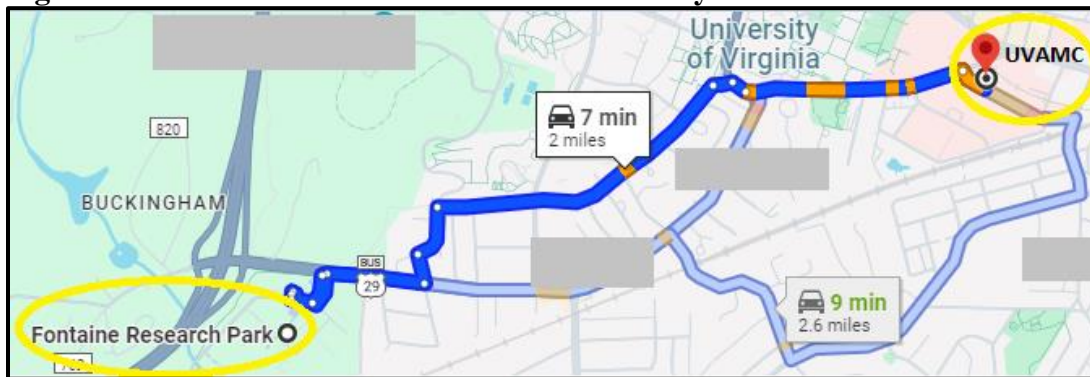 University
of Virginia
UVAMC
7 min
2 miles
820
BUCKINGHAM
BUS
29
9 min
2.6 miles
Fontaine Research Park